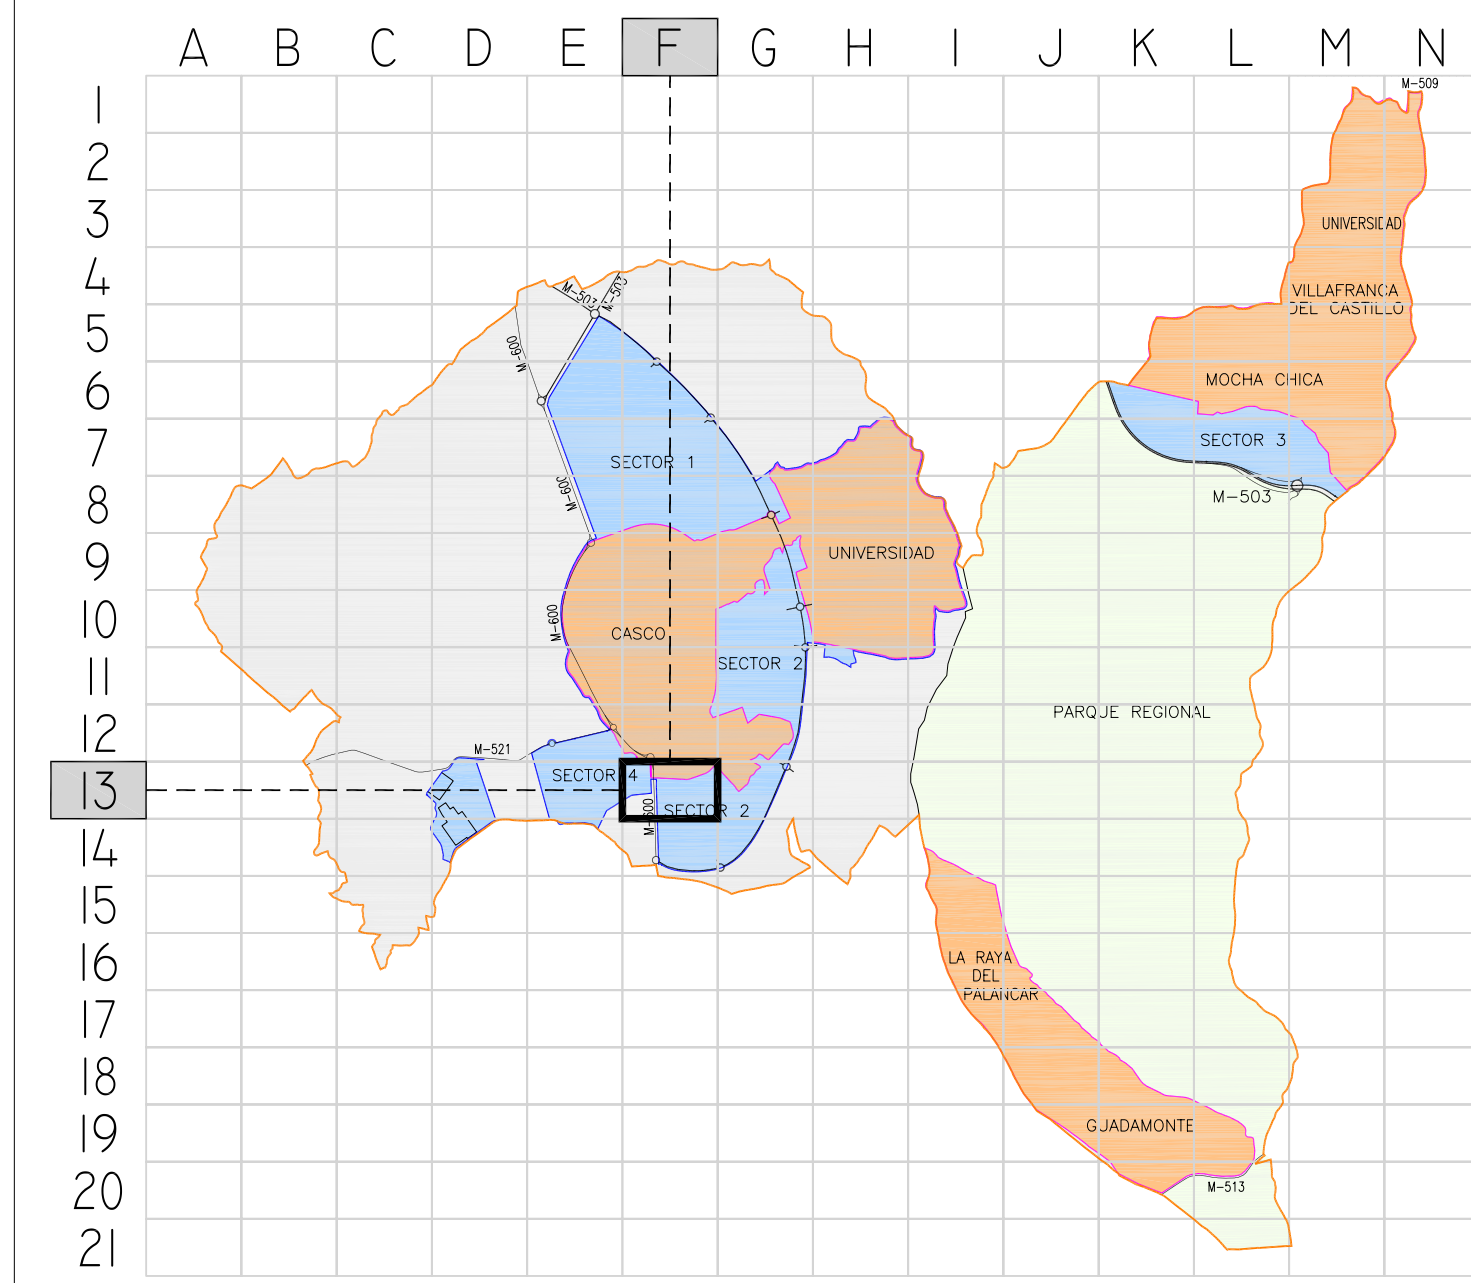 A B C D E F G H I J K L M N
1
M-509
2
3
UNIVERSIDAD
4
M-503
M-503
VILLAFRANCA
DEL CASTILLO
5
M-600
6
MOCHA CHICA
7
SECTOR 1
SECTOR 3
8
M-600
M-503
9
UNIVERSIDAD
10
M-600
CASCO
11
SECTOR 2
PARQUE REGIONAL
12
M-521
13
SECTOR 4
M-600
SECTOR 2
14
15
16
LA RAYA
DEL
PALANCAR
17
18
19
GUADAMONTE
20
M-513
21